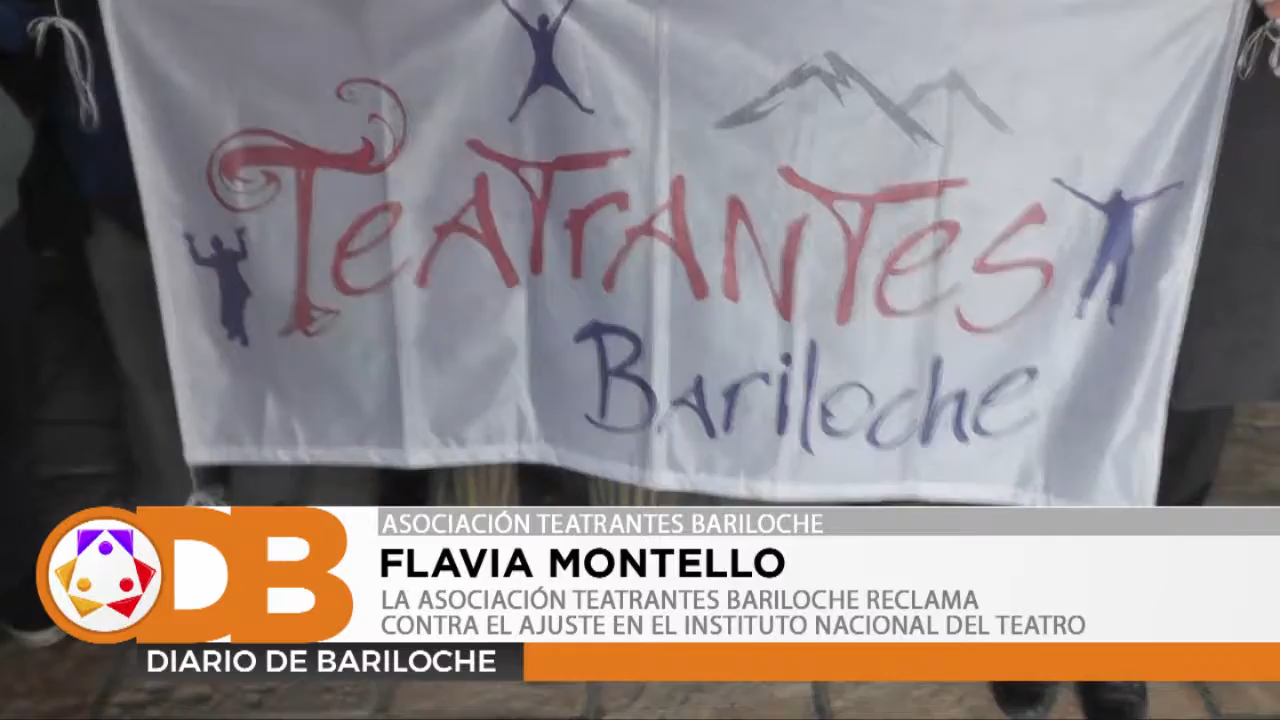 TEATRANTES
Bariloche
DB
ASOCIACIÓN TEATRANTES BARILOCHE
FLAVIA MONTELLO
LA ASOCIACIÓN TEATRANTES BARILOCHE RECLAMA
CONTRA EL AJUSTE EN EL INSTITUTO NACIONAL DEL TEATRO
DIARIO DE BARILOCHE